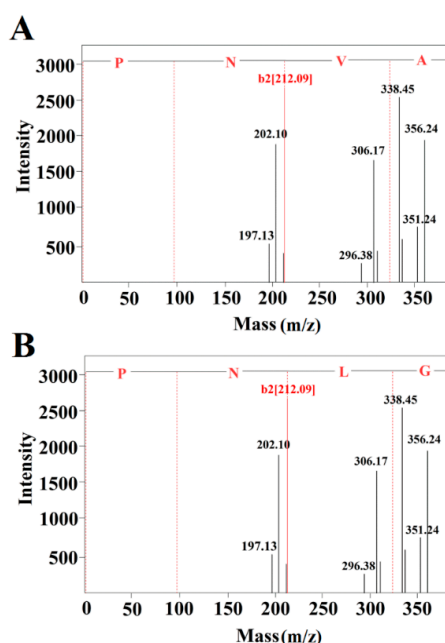 A
P N V A
b2[212.09]
3000
2500
2000
1500
1000
500
Intensity
197.13
202.10
296.38
306.17
338.45
351.24
356.24
0 50 100 150 200 250 300 350
Mass (m/z)
B
P N L G
b2[212.09]
3000
2500
2000
1500
1000
500
Intensity
197.13
202.10
296.38
306.17
338.45
351.24
356.24
0 50 100 150 200 250 300 350
Mass (m/z)